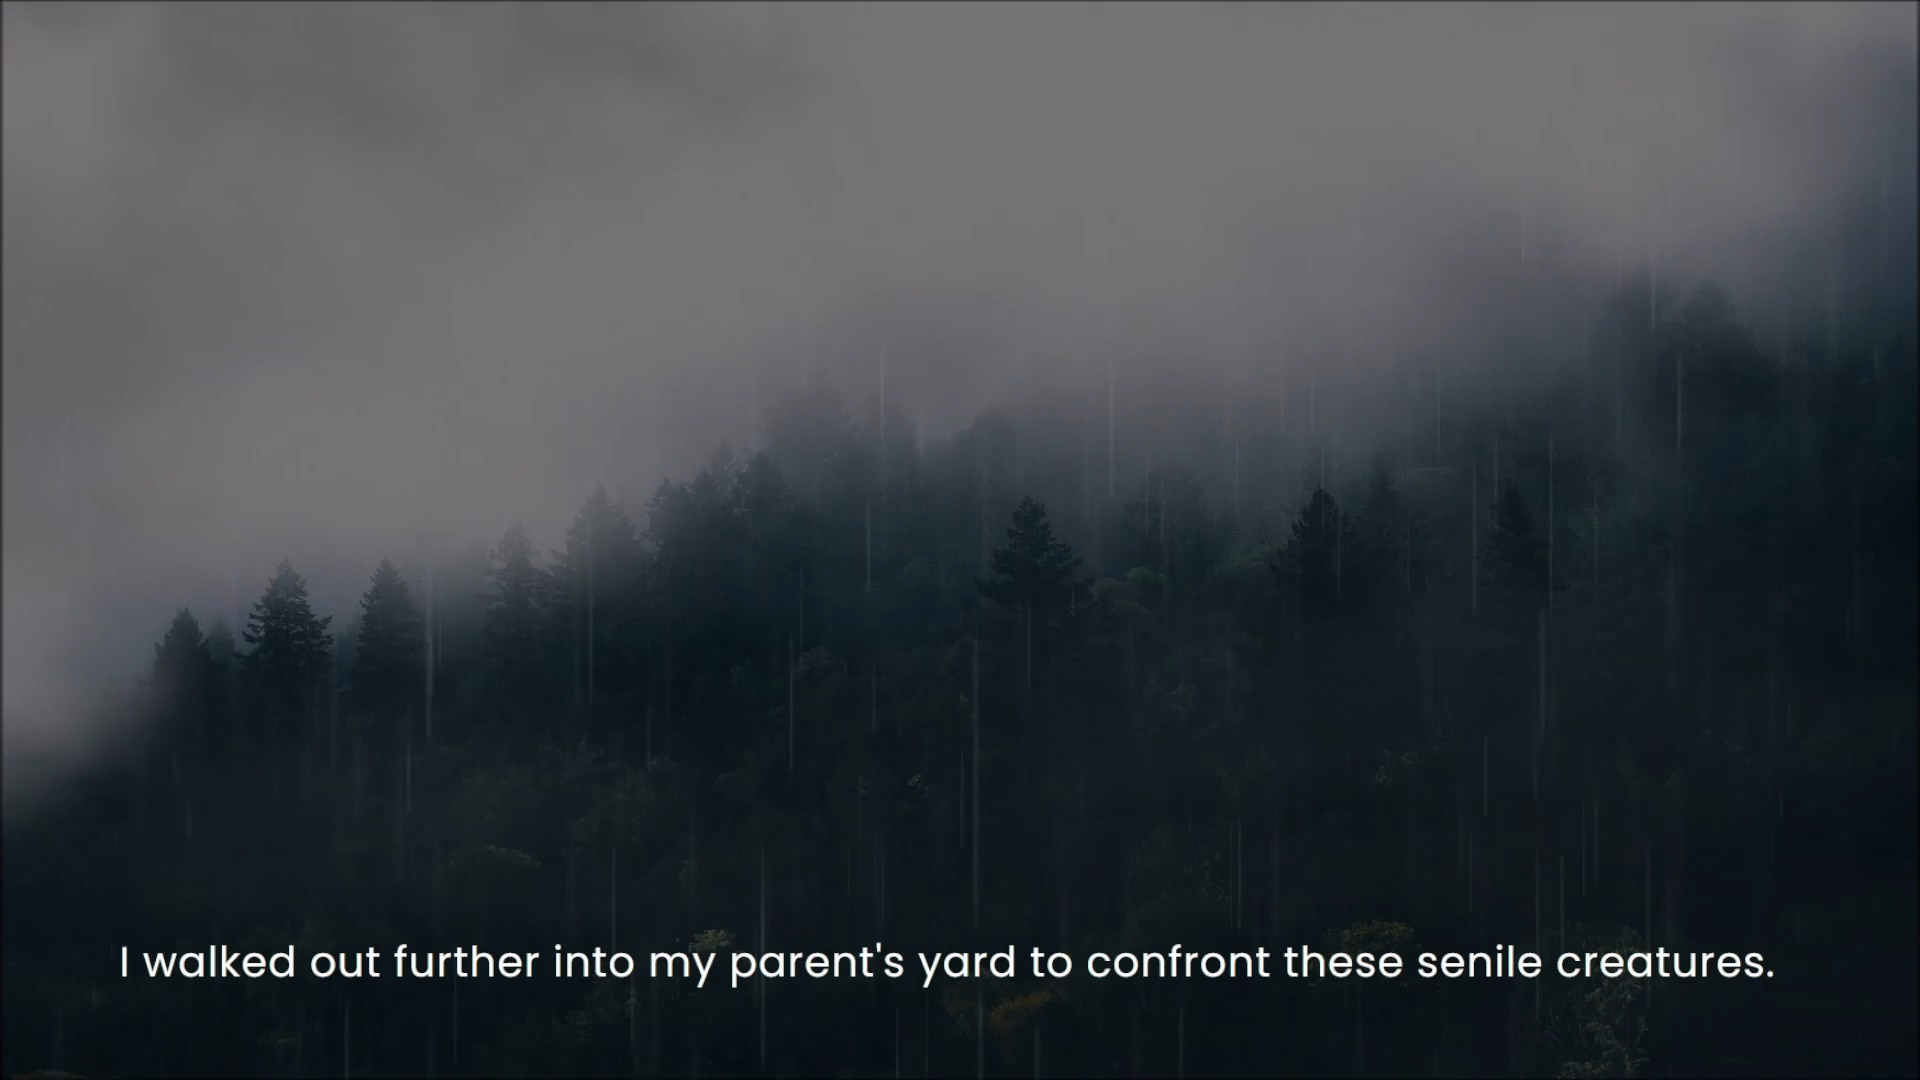 I walked out further into my parent's yard to confront these senile creatures.